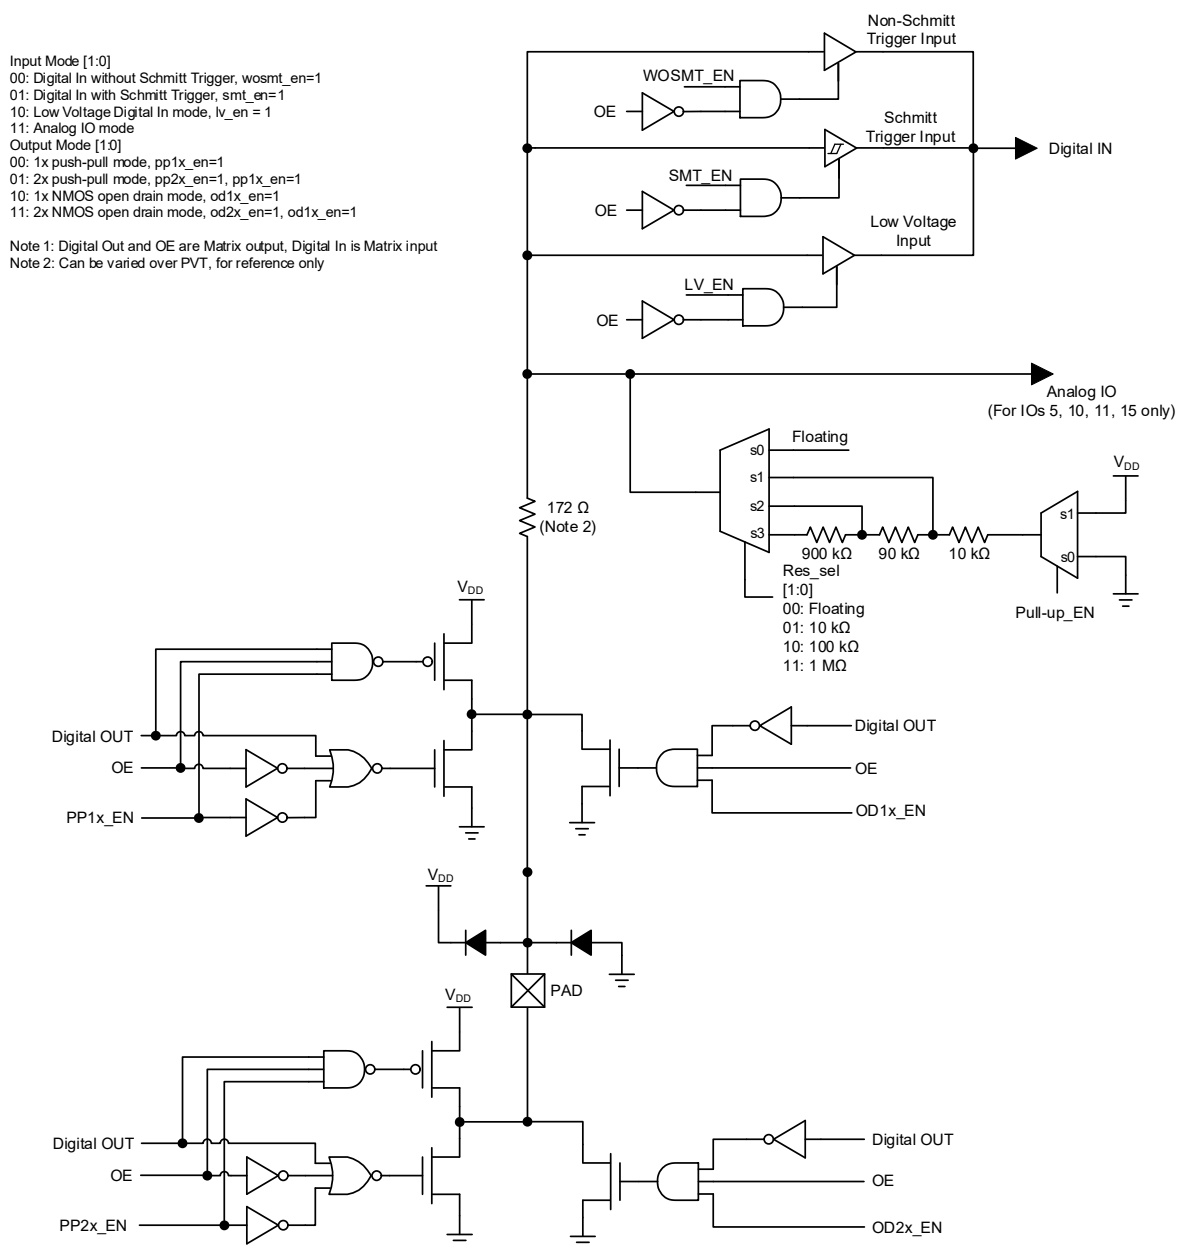 Input Mode [1:0]
00: Digital In without Schmitt Trigger, wosmt_en=1
01: Digital In with Schmitt Trigger, smt_en=1
10: Low Voltage Digital In mode, lv_en = 1
11: Analog IO mode
Output Mode [1:0]
00: 1x push-pull mode, pp1x_en=1
01: 2x push-pull mode, pp2x_en=1, pp1x_en=1
10: 1x NMOS open drain mode, od1x_en=1
11: 2x NMOS open drain mode, od2x_en=1, od1x_en=1
Note 1: Digital Out and OE are Matrix output, Digital In is Matrix input
Note 2: Can be varied over PVT, for reference only
Non-Schmitt
Trigger Input
WOSMT_EN
OE
Schmitt
Trigger Input
Digital IN
SMT_EN
OE
Low Voltage
Input
LV_EN
OE
Analog IO
(For IOs 5, 10, 11, 15 only)
Floating
s0
s1
s2
s3
900 kΩ
90 kΩ
10 kΩ
VDD
s1
s0
Pull-up_EN
Res_sel
[1:0]
00: Floating
01: 10 kΩ
10: 100 kΩ
11: 1 MΩ
172 Ω
(Note 2)
VDD
Digital OUT
OE
PP1x_EN
Digital OUT
OE
OD1x_EN
VDD
PAD
VDD
Digital OUT
OE
PP2x_EN
Digital OUT
OE
OD2x_EN